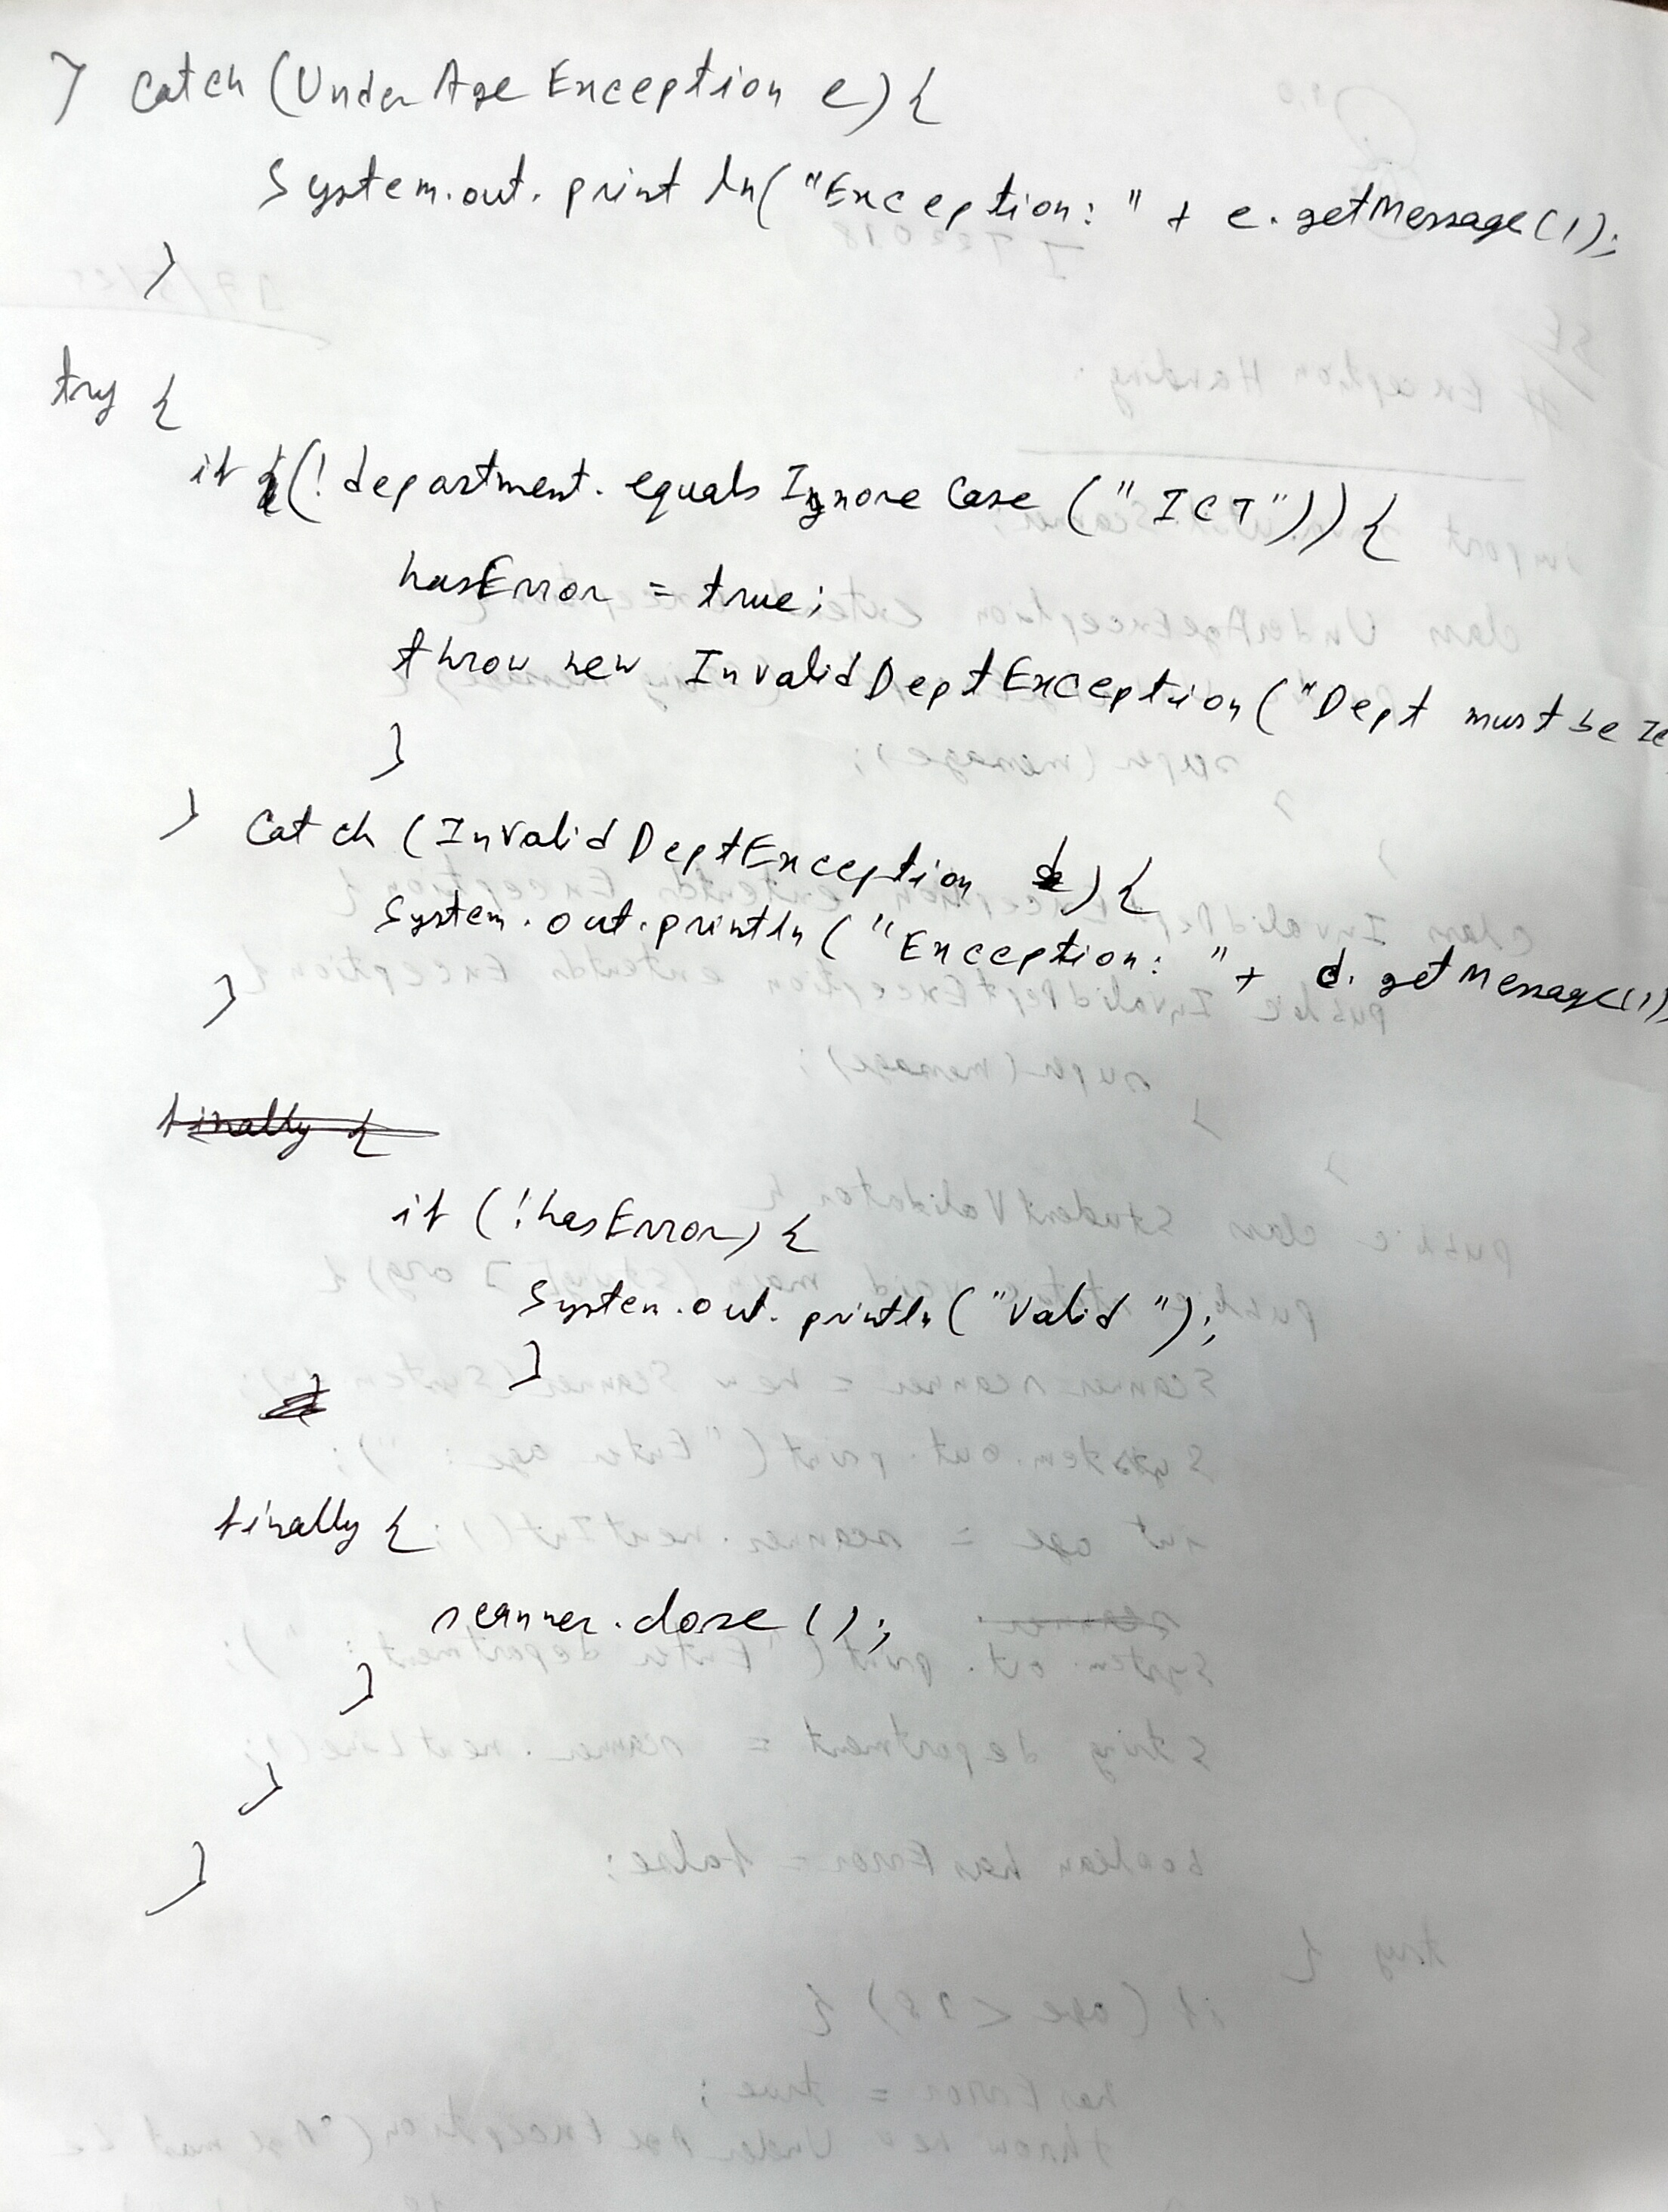 } catch (UnderAgeException e) {
System.out.println("Exception: " + e.getMessage());
}
try {
if (!department.equalsIgnoreCase ("ICT")) {
hasError = true;
throw new InvalidDeptException ("Dept must be IC
}
} catch (InvalidDeptException d) {
System.out.println ("Exception: " + d.getMessage())
}
finally {
if (!hasError) {
System.out.println ("Valid");
}
finally {
scanner.close ();
}
}
}